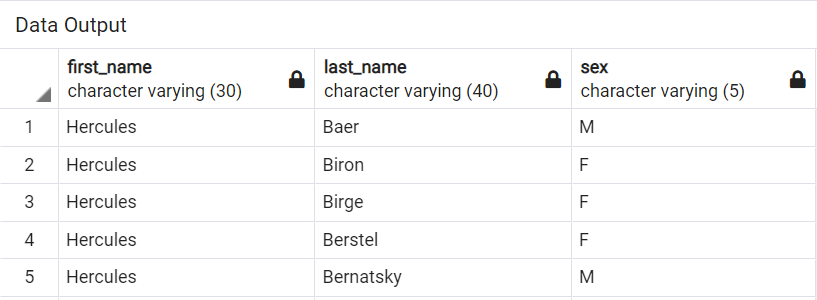 Data Output
first_name last_name sex
character varying (30) character varying (40) character varying (5)
1 Hercules Baer M
2 Hercules Biron F
3 Hercules Birge F
4 Hercules Berstel F
5 Hercules Bernatsky M